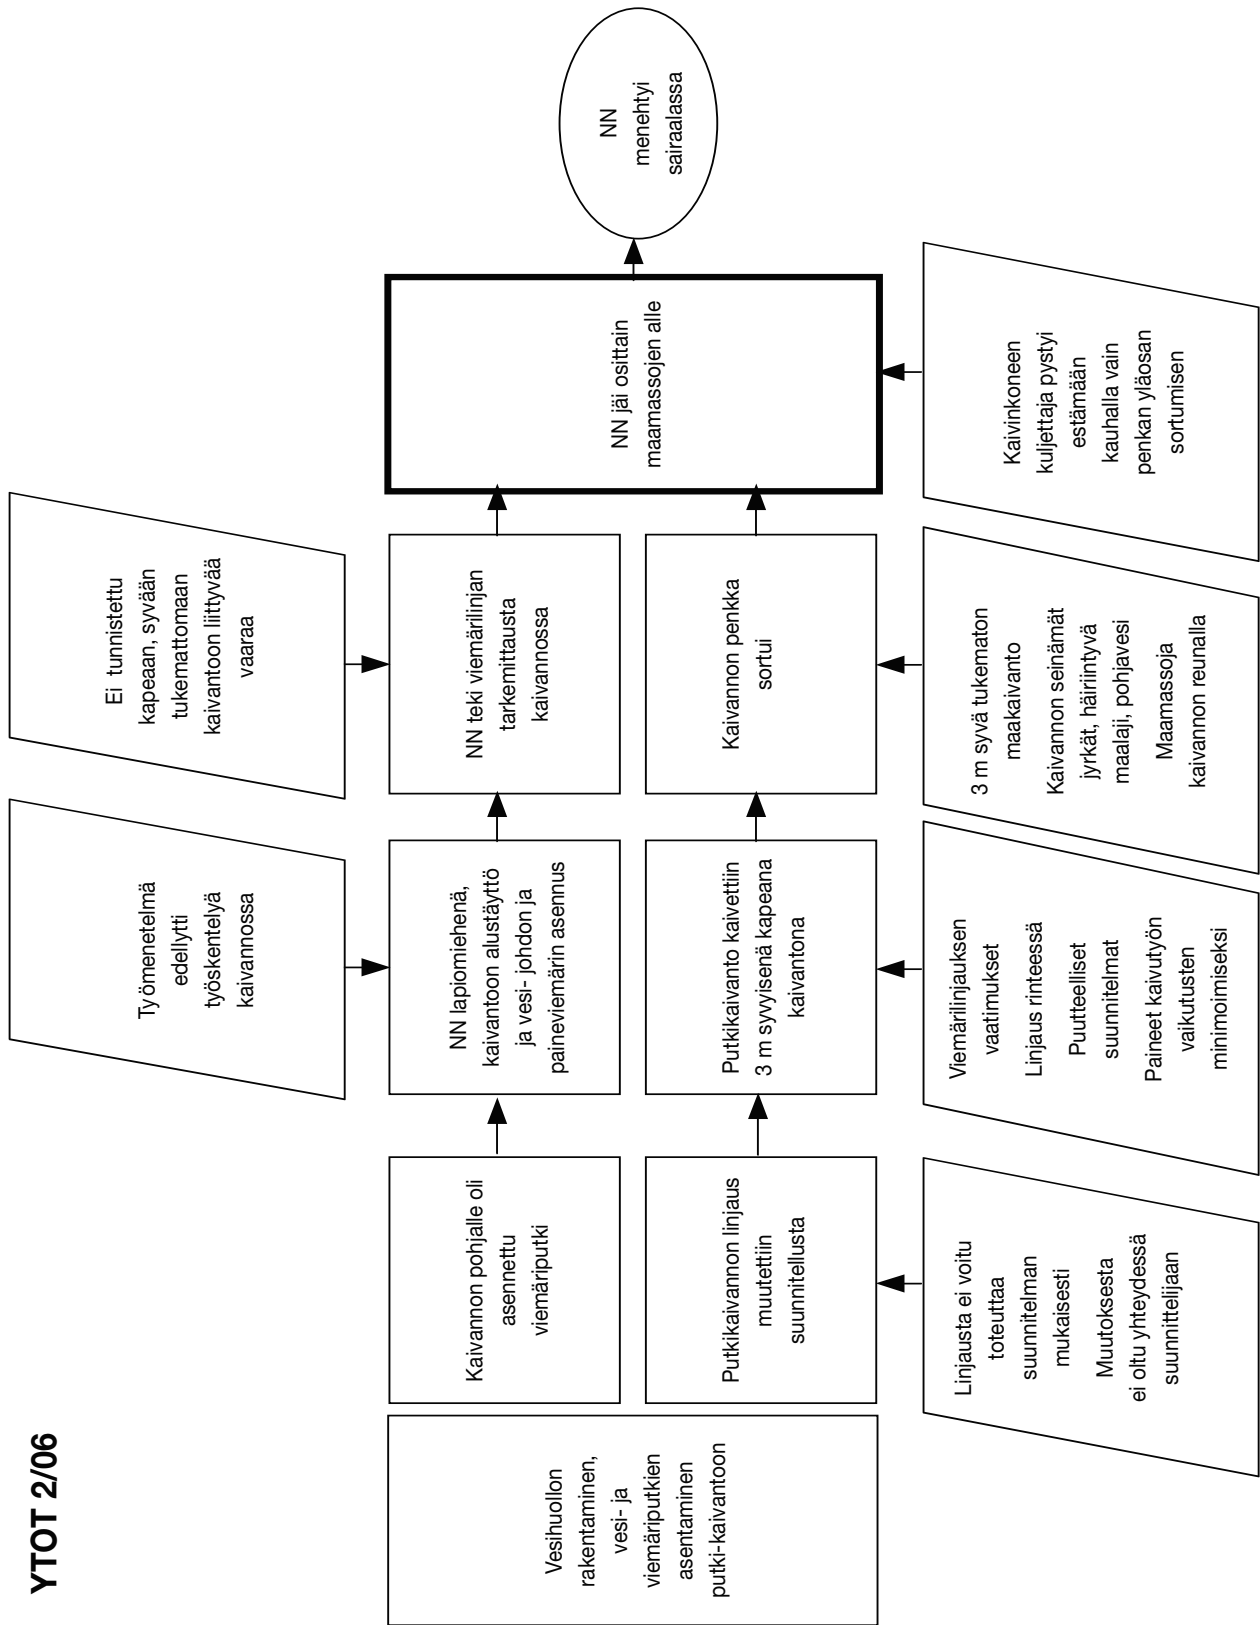 YTOT 2/06
Vesihuollon
rakentaminen,
vesi- ja
viemäriputkien
asentaminen
putki-kaivantoon
Kaivannon pohjalle oli
asennettu
viemäriputki
Putkikaivannon linjaus
muutettiin
suunnitellusta
Linjausta ei voitu
toteuttaa
suunnitelman
mukaisesti
Muutoksesta
ei oltu yhteydessä
suunnittelijaan
Työmenetelmä
edellytti
työskentelyä
kaivannossa
NN lapiomiehenä,
kaivantoon alustäyttö
ja vesi- johdon ja
paineviemärin asennus
Putkikaivanto kaivettiin
3 m syvyisenä kapeana
kaivantona
Viemärilinjauksen
vaatimukset
Linjaus rinteessä
Puutteelliset
suunnitelmat
Paineet kaivutyön
vaikutusten
minimoimiseksi
Ei tunnistettu
kapeaan, syvään
tukemattomaan
kaivantoon liittyvää
vaaraa
NN teki viemärilinjan
tarkemittausta
kaivannossa
Kaivannon penkka
sortui
3 m syvä tukematon
maakaivanto
Kaivannon seinämät
jyrkät, häiriintyvä
maalaji, pohjavesi
Maamassoja
kaivannon reunalla
NN jäi osittain
maamassojen alle
Kaivinkoneen
kuljettaja pystyi
estämään
kauhalla vain
penkan yläosan
sortumisen
NN
menehtyi
sairaalassa